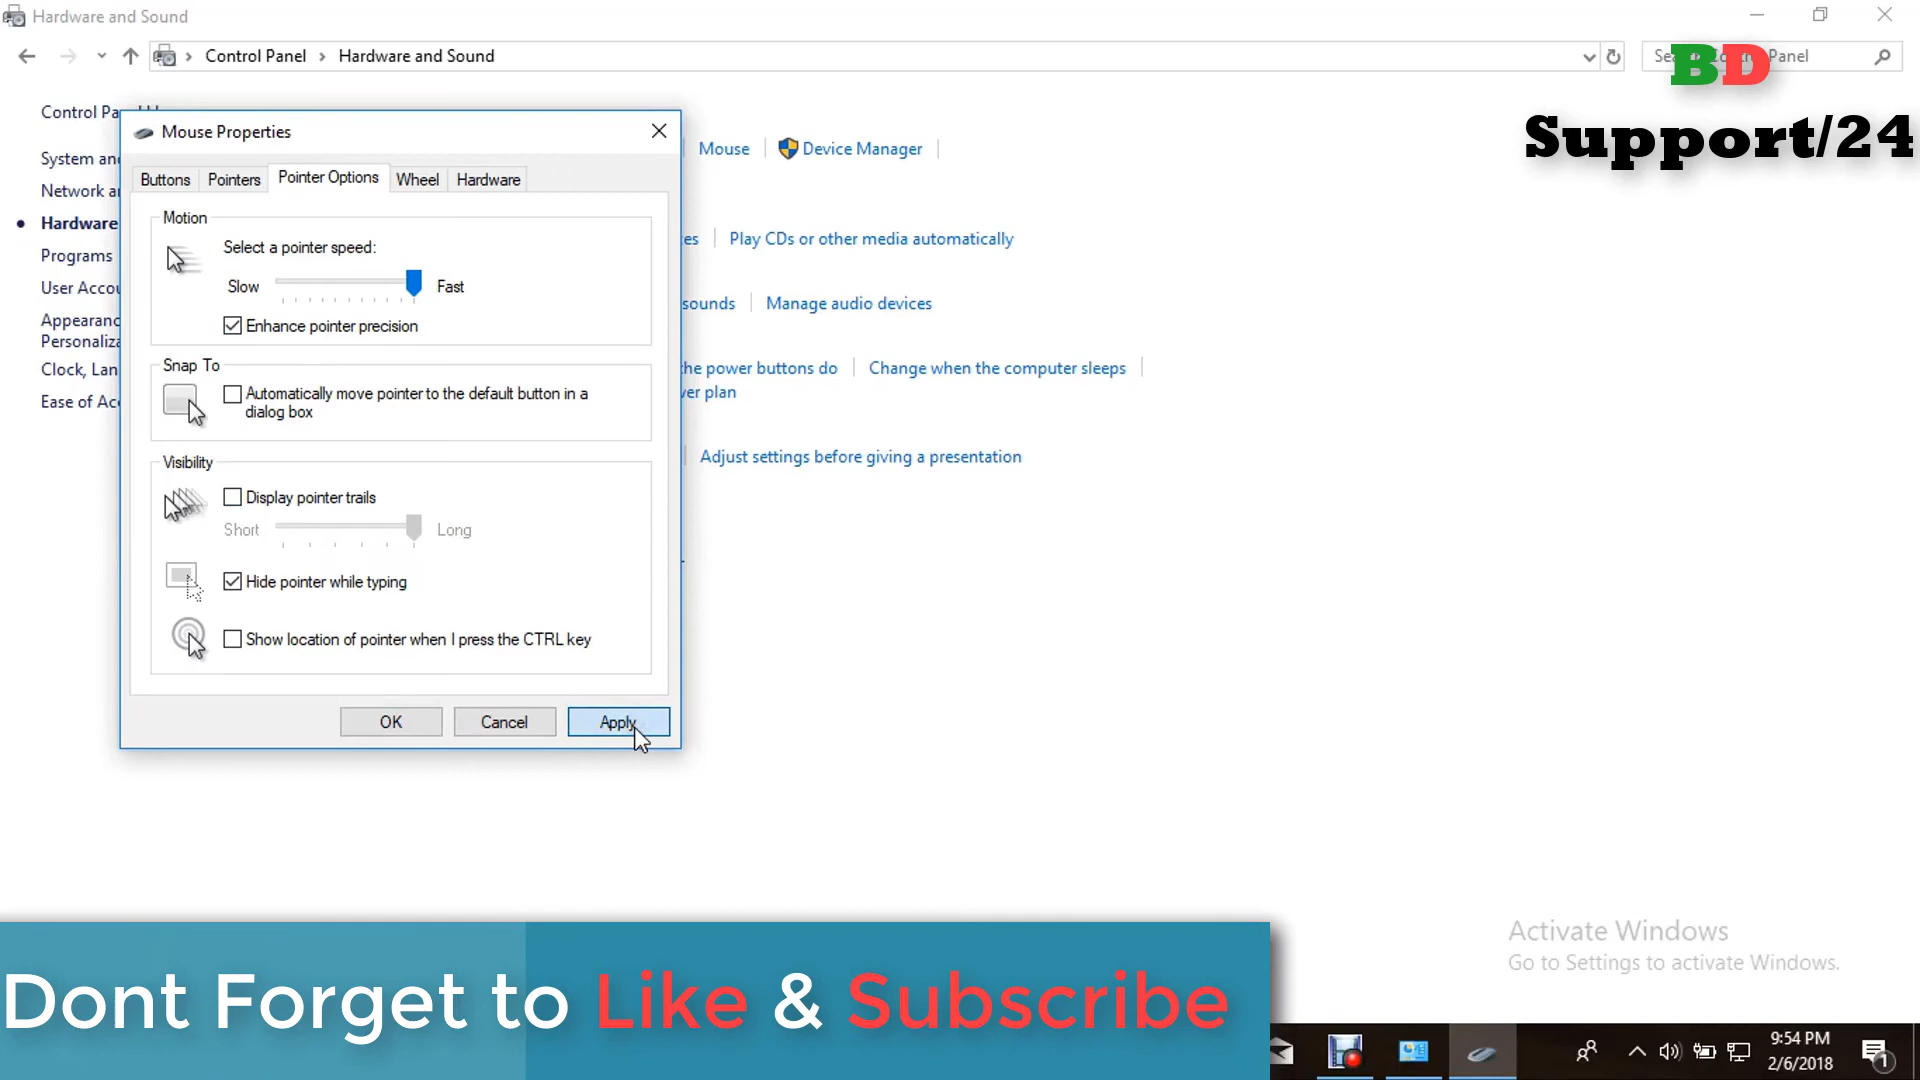 Hardware and Sound
Control Panel › Hardware and Sound
BD
Support/24
Mouse Properties
Buttons Pointers Pointer Options Wheel Hardware
Motion
Select a pointer speed:
Slow Fast
Enhance pointer precision
Snap To
Automatically move pointer to the default button in a
dialog box
Visibility
Display pointer trails
Short Long
Hide pointer while typing
Show location of pointer when I press the CTRL key
OK Cancel Apply
Control Pa
System an
Network a
Hardware
Programs
User Accou
Appearanc
Personaliza
Clock, Lan
Ease of Ac
Mouse Device Manager
es Play CDs or other media automatically
sounds Manage audio devices
the power buttons do Change when the computer sleeps
ver plan
Adjust settings before giving a presentation
Activate Windows
Go to Settings to activate Windows.
Dont Forget to Like & Subscribe
9:54 PM
2/6/2018
1